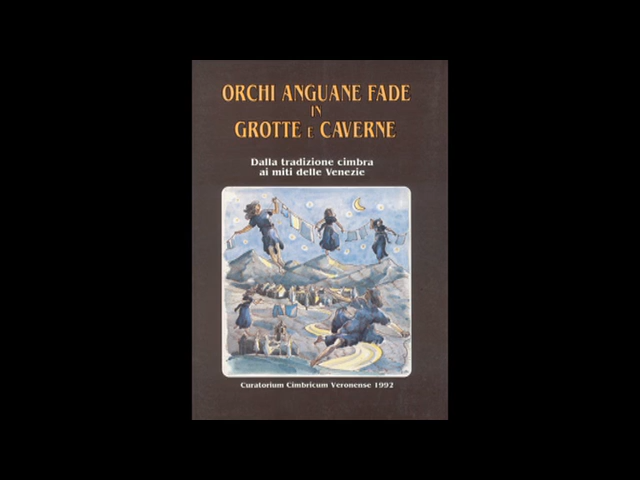 ORCHI ANGUANE FADE
IN
GROTTE E CAVERNE
Dalla tradizione cimbra
ai miti delle Venezie
Curatorium Cimbricum Veronense 1992